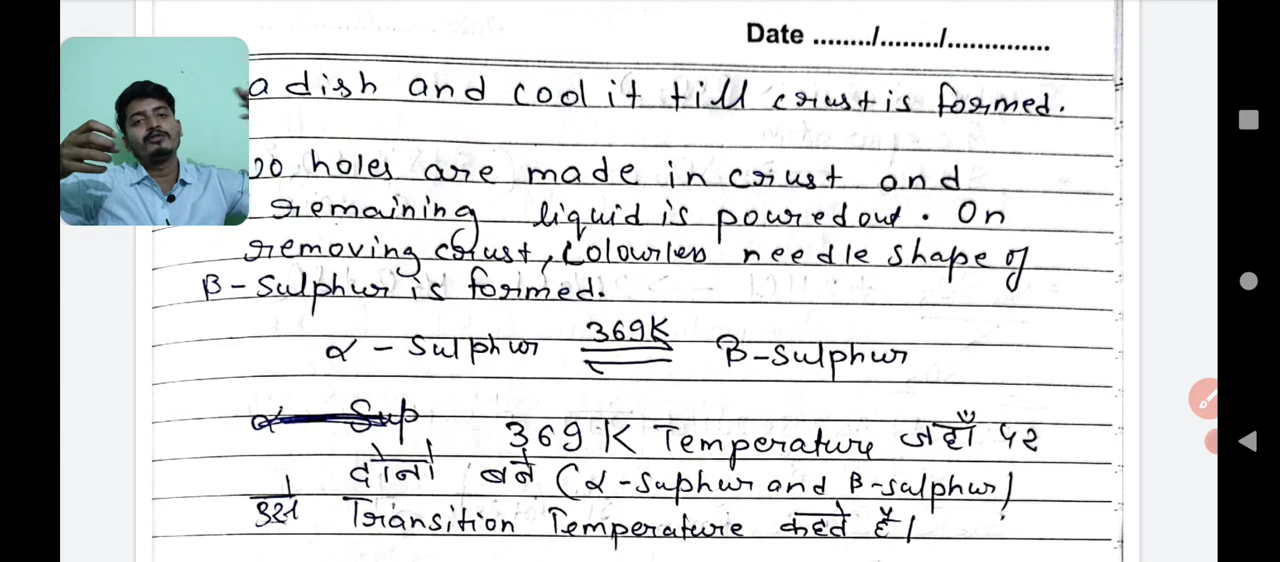 Date ......../......../..............
a dish and cool it till crust is formed.
holes are made in crust and
remaining liquid is poured out. On
removing crust, colourless needle shape of
β-Sulphur is formed.
α - Sulphur 369K β-Sulphur
Sup 369 K Temperature जहाँ पर
दोनो बने (α-Suphur and β-Sulphur)
Transition Temperature कहते हैं।